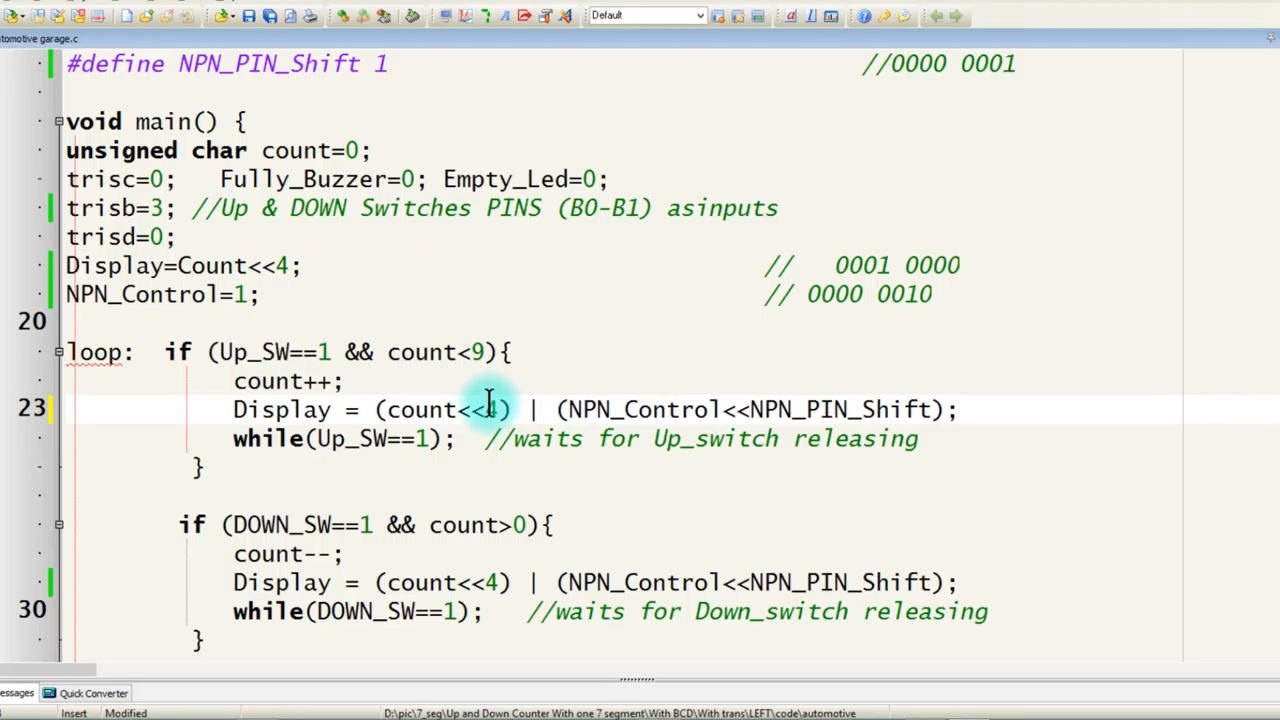 Default
utomotive garage.c
#define NPN_PIN_Shift 1 //0000 0001
void main() {
unsigned char count=0;
trisc=0; Fully_Buzzer=0; Empty_Led=0;
trisb=3; //Up & DOWN Switches PINS (B0-B1) asinputs
trisd=0;
Display=Count<<4; // 0001 0000
NPN_Control=1; // 0000 0010
20
loop: if (Up_SW==1 && count<9){
count++;
23 Display = (count<<4) | (NPN_Control<<NPN_PIN_Shift);
while(Up_SW==1); //waits for Up_switch releasing
}
if (DOWN_SW==1 && count>0){
count--;
Display = (count<<4) | (NPN_Control<<NPN_PIN_Shift);
30 while(DOWN_SW==1); //waits for Down_switch releasing
}
essages Quick Converter
4 Insert Modified D:\pic\7_seg\Up and Down Counter With one 7 segment\With BCD\With trans\LEFT\code\automotive